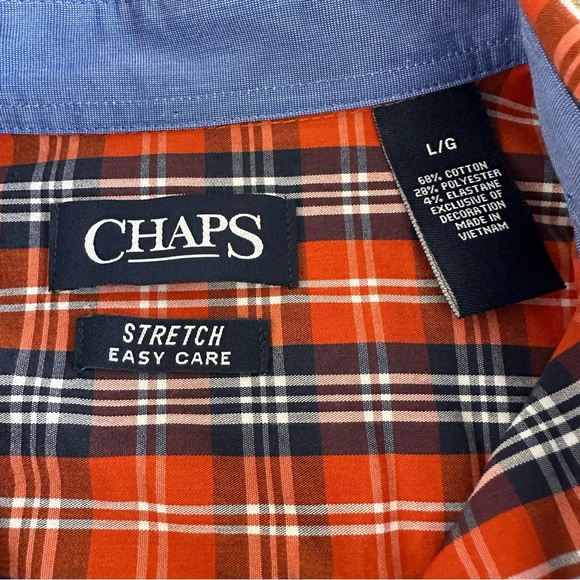 CHAPS
STRETCH
EASY CARE
L/G
68% COTTON
28% POLYESTER
4% ELASTANE
EXCLUSIVE OF
DECORATION
MADE IN
VIETNAM